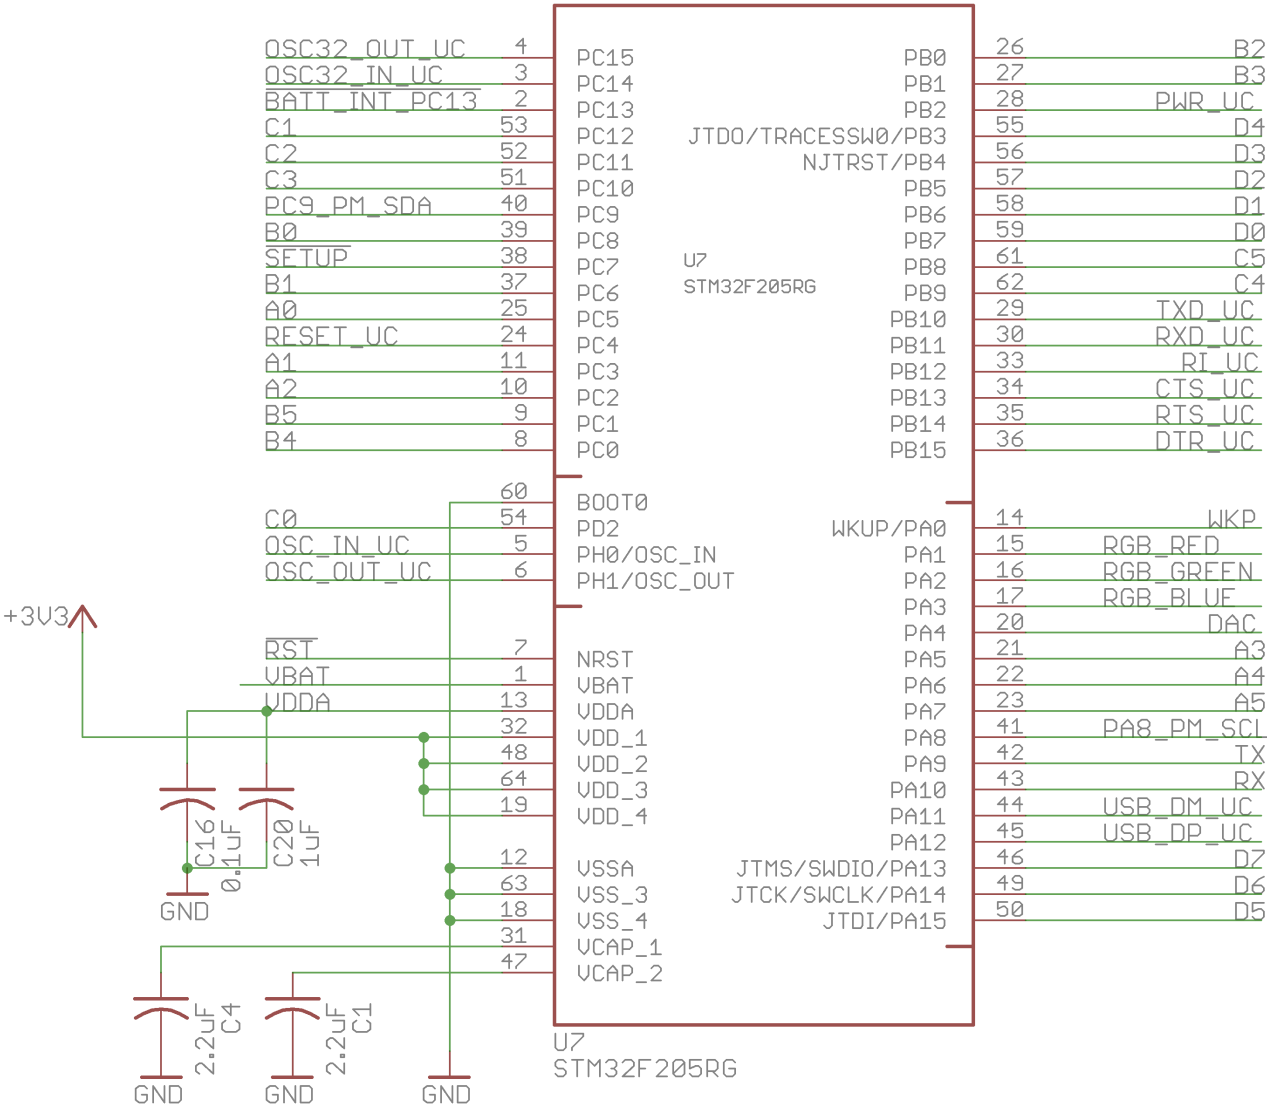 OSC32_OUT_UC 4 PC15 PB0 26 B2
OSC32_IN_UC 3 PC14 PB1 27 B3
BATT_INT_PC13 2 PC13 PB2 28 PWR_UC
C1 53 PC12 JTDO/TRACESSW0/PB3 55 D4
C2 52 PC11 NJTRST/PB4 56 D3
C3 51 PC10 PB5 57 D2
PC9_PM_SDA 40 PC9 PB6 58 D1
B0 39 PC8 PB7 59 D0
SETUP 38 PC7 U7 PB8 61 C5
B1 37 PC6 STM32F205RG PB9 62 C4
A0 25 PC5 PB10 29 TXD_UC
RESET_UC 24 PC4 PB11 30 RXD_UC
A1 11 PC3 PB12 33 RI_UC
A2 10 PC2 PB13 34 CTS_UC
B5 9 PC1 PB14 35 RTS_UC
B4 8 PC0 PB15 36 DTR_UC
60 BOOT0
C0 54 PD2 WKUP/PA0 14 WKP
OSC_IN_UC 5 PH0/OSC_IN PA1 15 RGB_RED
OSC_OUT_UC 6 PH1/OSC_OUT PA2 16 RGB_GREEN
+3V3 PA3 17 RGB_BLUE
PA4 20 DAC
RST 7 NRST PA5 21 A3
VBAT 1 VBAT PA6 22 A4
VDDA 13 VDDA PA7 23 A5
32 VDD_1 PA8 41 PA8_PM_SCL
48 VDD_2 PA9 42 TX
64 VDD_3 PA10 43 RX
19 VDD_4 PA11 44 USB_DM_UC
PA12 45 USB_DP_UC
C16
0.1uF
C20
1uF
12 VSSA JTMS/SWDIO/PA13 46 D7
63 VSS_3 JTCK/SWCLK/PA14 49 D6
GND 18 VSS_4 JTDI/PA15 50 D5
31 VCAP_1
47 VCAP_2
2.2uF
C4
2.2uF
C1
U7
STM32F205RG
GND GND GND